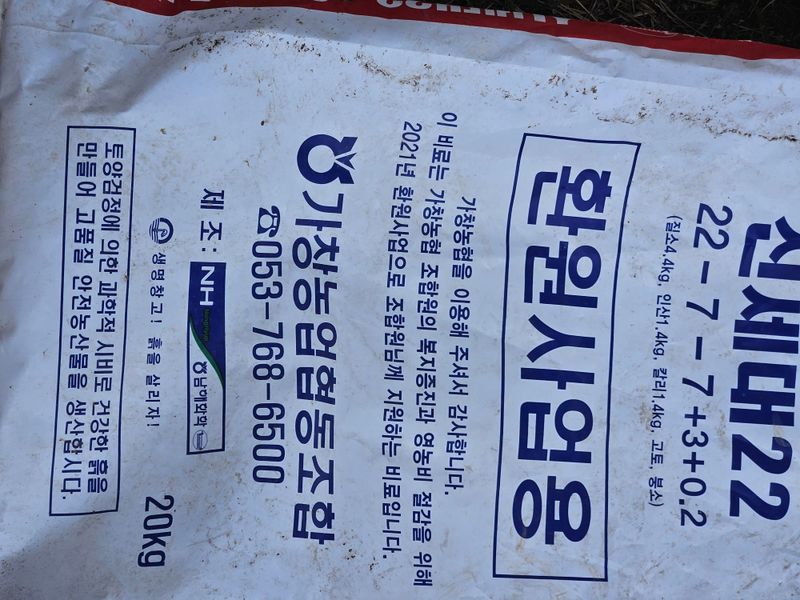 신세대22
22-7-7+3+0.2
(질소4.4kg, 인산1.4kg, 칼리1.4kg, 고토, 붕소)
환원사업용
가창농협을 이용해 주셔서 감사합니다.
이 비료는 가창농협 조합원의 복지증진과 영농비 절감을 위해
2021년 환원사업으로 조합원님께 지원하는 비료입니다.
가창농업협동조합
☎053-768-6500
제 조 : NH 남해화학
생명창고! 흙을 살리자!
20kg
토양검정에 의한 과학적 시비로 건강한 흙을
만들어 고품질 안전농산물을 생산합시다.